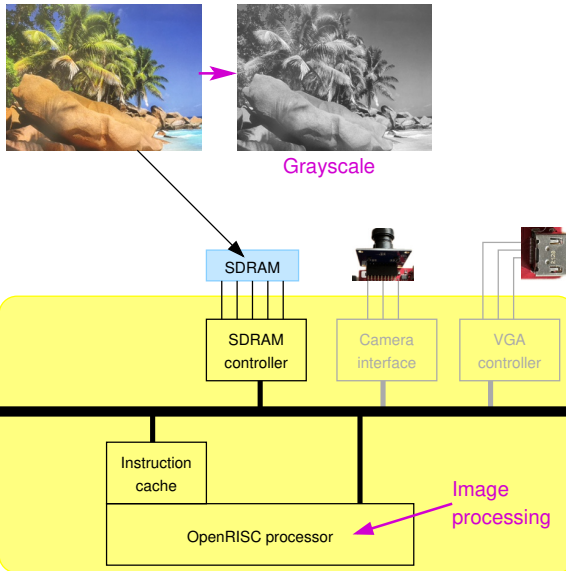 Grayscale
SDRAM
SDRAM
controller
Camera
interface
VGA
controller
Instruction
cache
Image
processing
OpenRISC processor